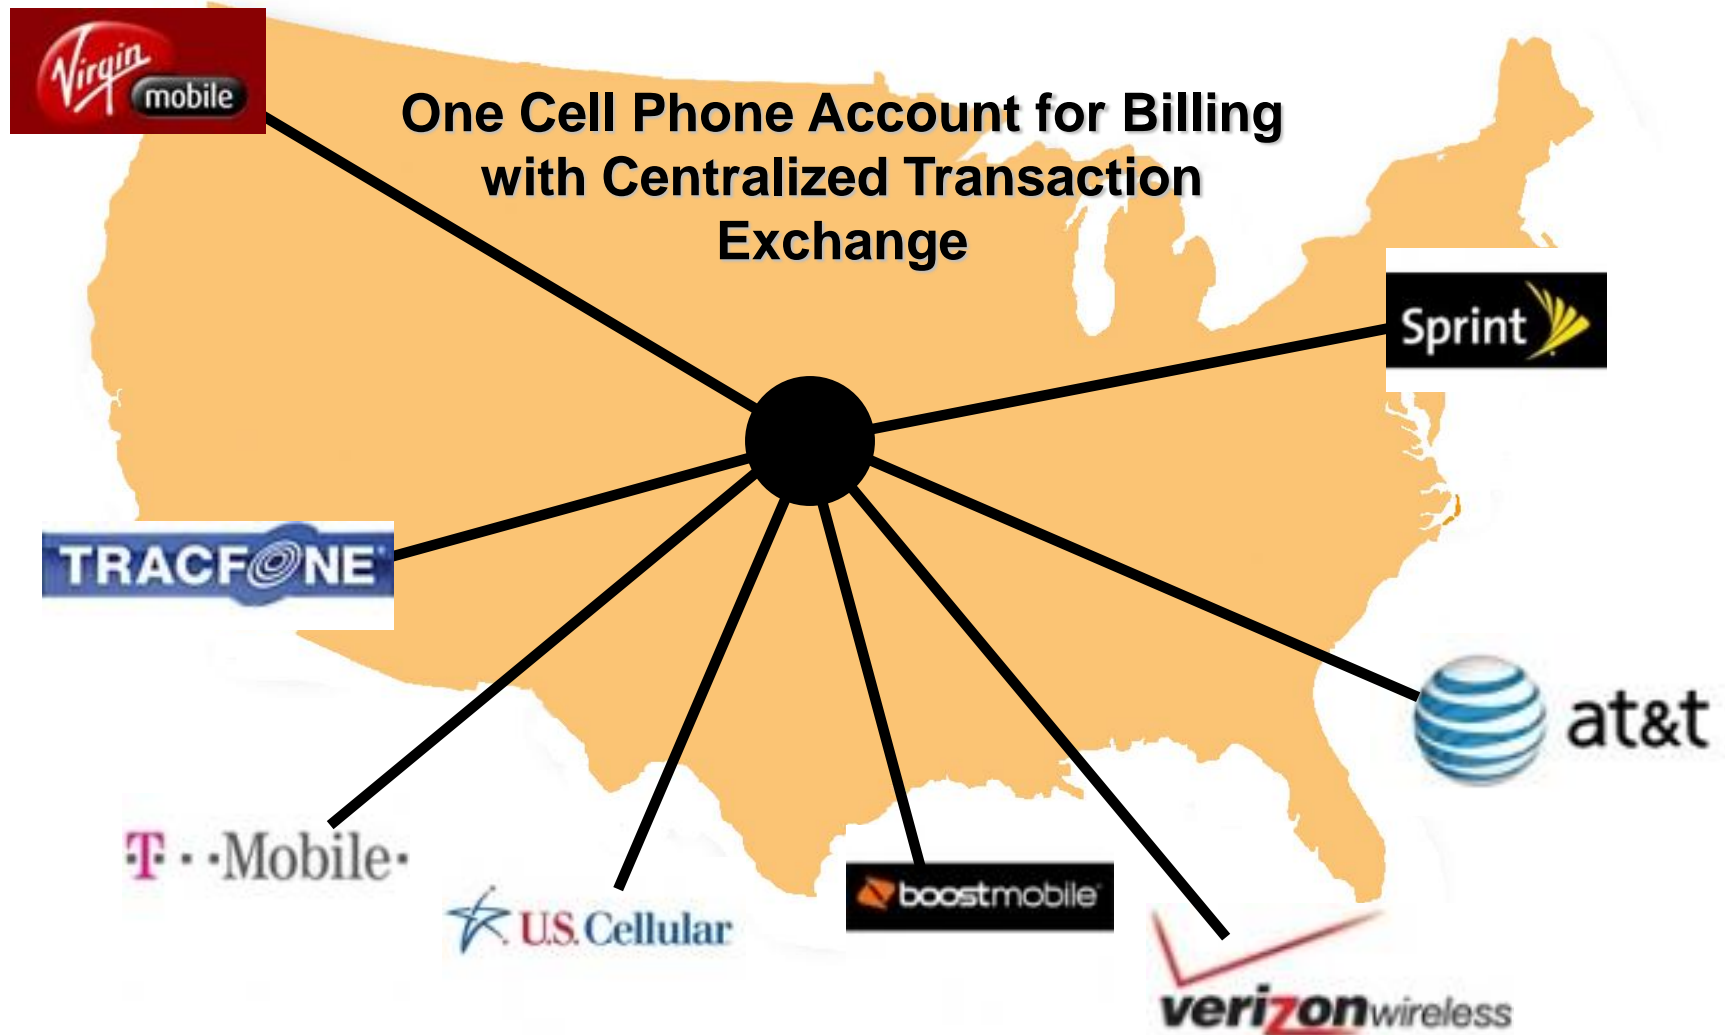 Virgin
mobile
One Cell Phone Account for Billing
with Centralized Transaction
Exchange
Sprint
TRACFONE
at&t
T··Mobile·
boostmobile
U.S. Cellular
verizonwireless